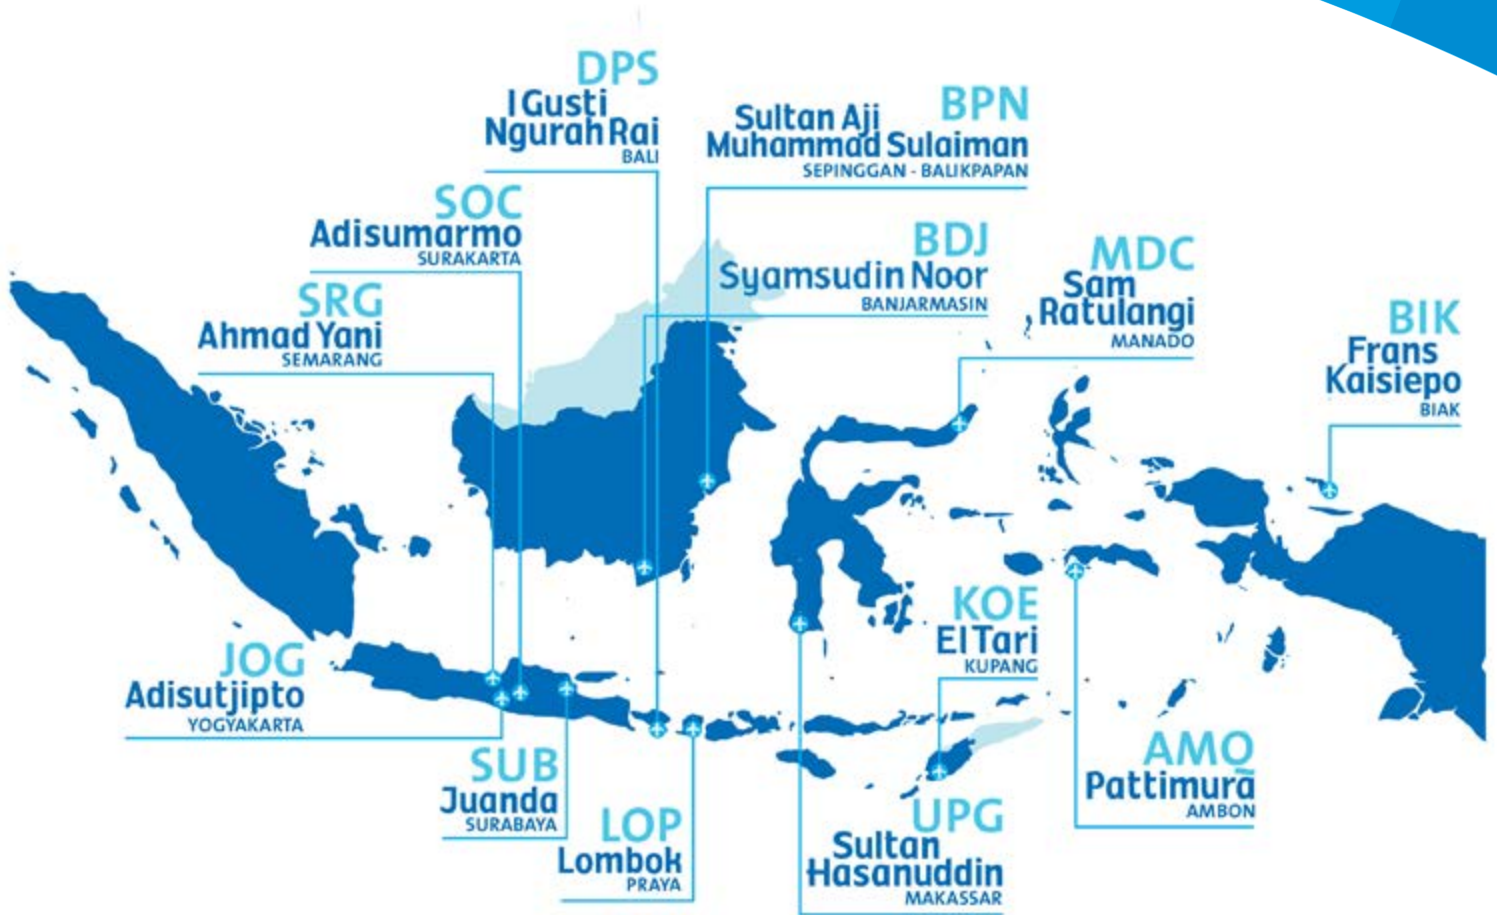 DPS
I Gusti
Ngurah Rai
BALI
BPN
Sultan Aji
Muhammad Sulaiman
SEPINGGAN - BALIKPAPAN
SOC
Adisumarmo
SURAKARTA
BDJ
Syamsudin Noor
BANJARMASIN
MDC
Sam
Ratulangi
MANADO
SRG
Ahmad Yani
SEMARANG
BIK
Frans
Kaisiepo
BIAK
KOE
El Tari
KUPANG
JOG
Adisutjipto
YOGYAKARTA
SUB
Juanda
SURABAYA
LOP
Lombok
PRAYA
UPG
Sultan
Hasanuddin
MAKASSAR
AMQ
Pattimura
AMBON